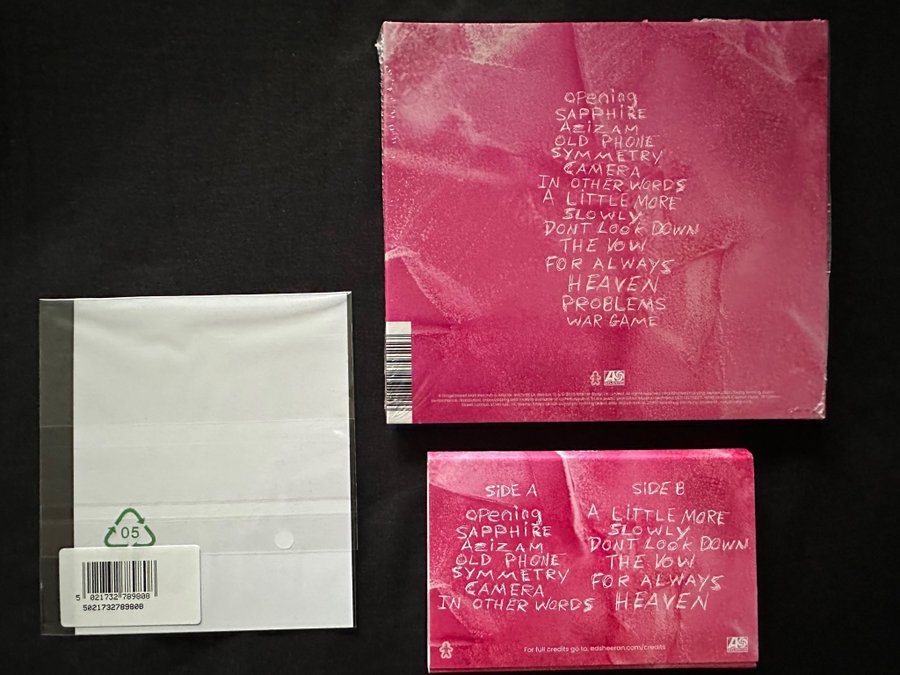 opening
SAPPHIRE
AZIZAM
OLD PHONE
SYMMETRY
CAMERA
IN OTHER WORDS
A LITTLE MORE
SLOWLY
DONT LOOK DOWN
THE VOW
FOR ALWAYS
HEAVEN
PROBLEMS
WAR GAME
SiDE A
opening
SAPPHIRE
AZIZAM
OLD PHONE
SYMMETRY
CAMERA
IN OTHER WORDS
SiDE B
A LITTLE MORE
SLOWLY
DONT LOOK DOWN
THE VOW
FOR ALWAYS
HEAVEN
For full credits go to, edsheeran.com/credits
05
5 021732 789808
5021732789808